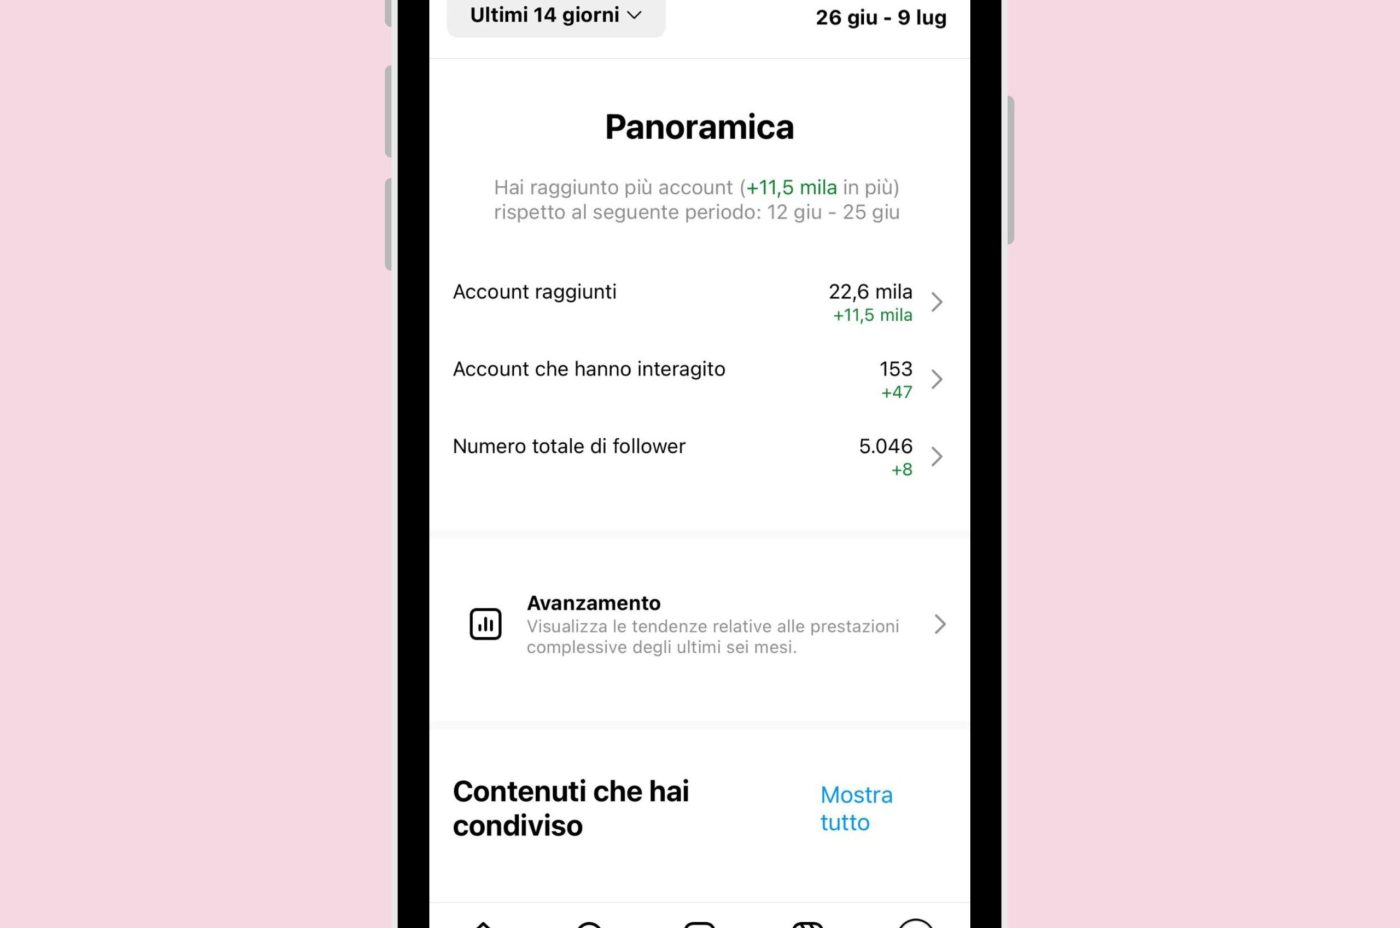 Ultimi 14 giorni
26 giu - 9 lug
Panoramica
Hai raggiunto più account (+11,5 mila in più)
rispetto al seguente periodo: 12 giu - 25 giu
Account raggiunti
22,6 mila
+11,5 mila
Account che hanno interagito
153
+47
Numero totale di follower
5.046
+8
Avanzamento
Visualizza le tendenze relative alle prestazioni
complessive degli ultimi sei mesi.
Contenuti che hai
condiviso
Mostra
tutto